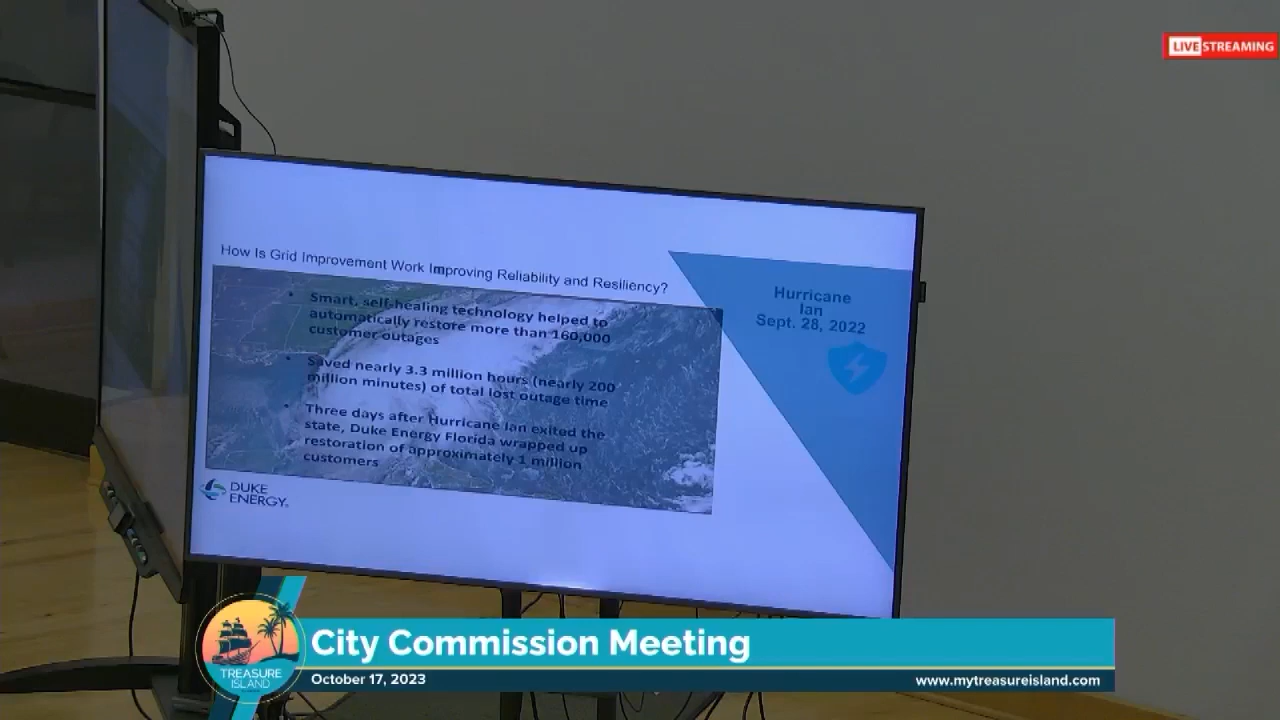 LIVE STREAMING
How Is Grid Improvement Work Improving Reliability and Resiliency?
Hurricane
Ian
Sept. 28, 2022
• Smart, self-healing technology helped to
automatically restore more than 160,000
customer outages
• Saved nearly 3.3 million hours (nearly 200
million minutes) of total lost outage time
• Three days after Hurricane Ian exited the
state, Duke Energy Florida wrapped up
restoration of approximately 1 million
customers
DUKE
ENERGY.
City Commission Meeting
TREASURE
ISLAND
October 17, 2023
www.mytreasureisland.com